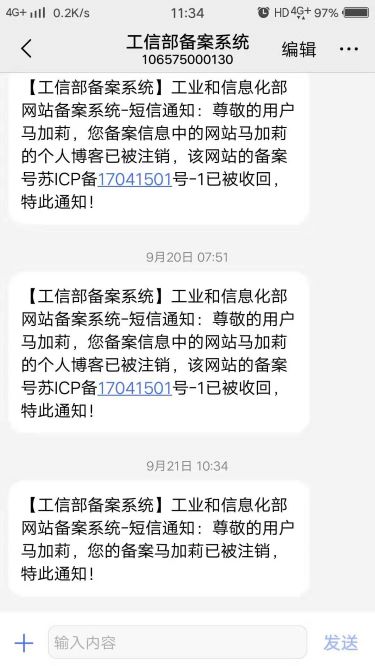 4G+ 0.2K/s 11:34 HD 4G+ 97%
工信部备案系统 编辑
106575000130
【工信部备案系统】工业和信息化部
网站备案系统-短信通知：尊敬的用户
马加莉，您备案信息中的网站马加莉
的个人博客已被注销，该网站的备案
号苏ICP备17041501号-1已被收回，
特此通知！
9月20日 07:51
【工信部备案系统】工业和信息化部
网站备案系统-短信通知：尊敬的用户
马加莉，您备案信息中的网站马加莉
的个人博客已被注销，该网站的备案
号苏ICP备17041501号-1已被收回，
特此通知！
9月21日 10:34
【工信部备案系统】工业和信息化部
网站备案系统-短信通知：尊敬的用户
马加莉，您的备案马加莉已被注销，
特此通知！
输入内容 发送